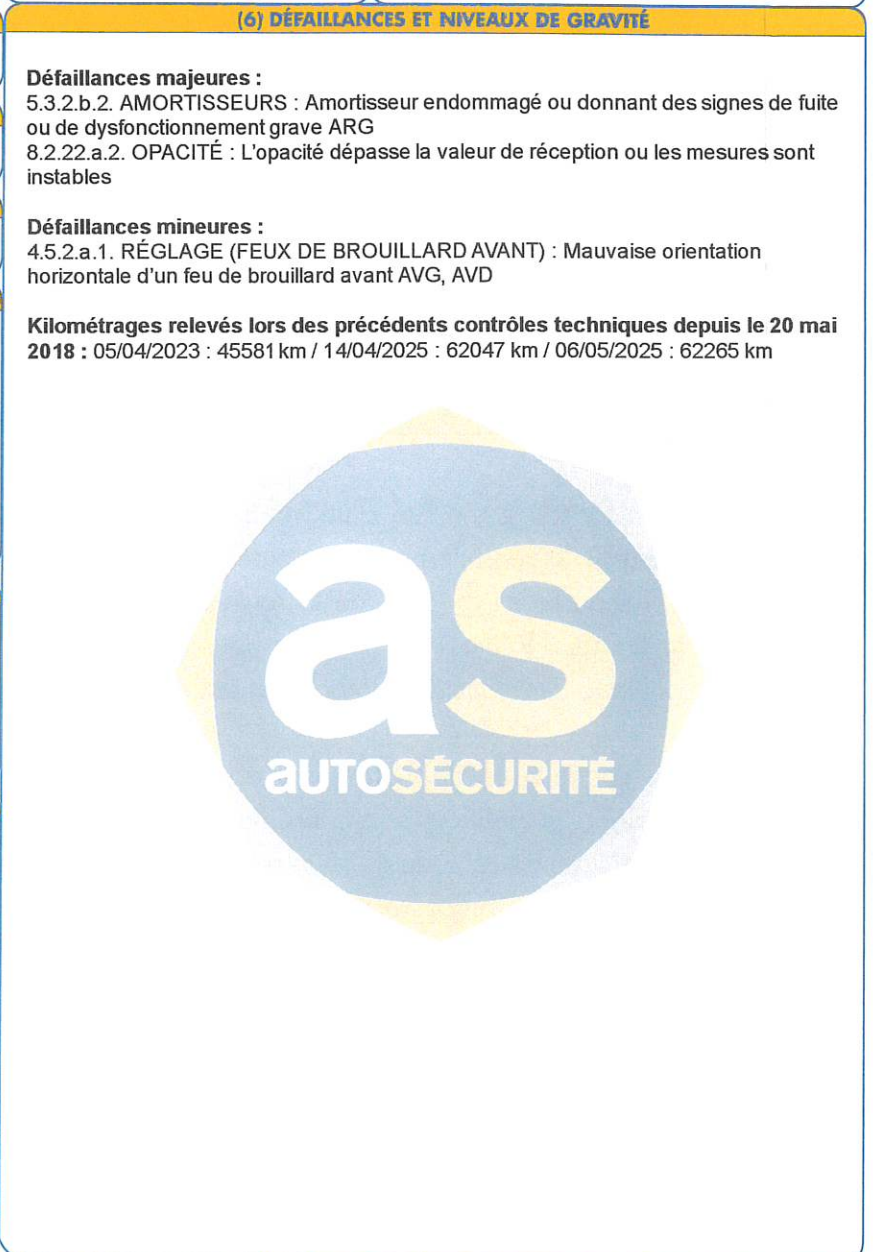 (6) DÉFAILLANCES ET NIVEAUX DE GRAVITÉ
Défaillances majeures :
5.3.2.b.2. AMORTISSEURS : Amortisseur endommagé ou donnant des signes de fuite
ou de dysfonctionnement grave ARG
8.2.22.a.2. OPACITÉ : L'opacité dépasse la valeur de réception ou les mesures sont
instables
Défaillances mineures :
4.5.2.a.1. RÉGLAGE (FEUX DE BROUILLARD AVANT) : Mauvaise orientation
horizontale d'un feu de brouillard avant AVG, AVD
Kilométrages relevés lors des précédents contrôles techniques depuis le 20 mai
2018 : 05/04/2023 : 45581 km / 14/04/2025 : 62047 km / 06/05/2025 : 62265 km
as
aUTOSÉCURITÉ